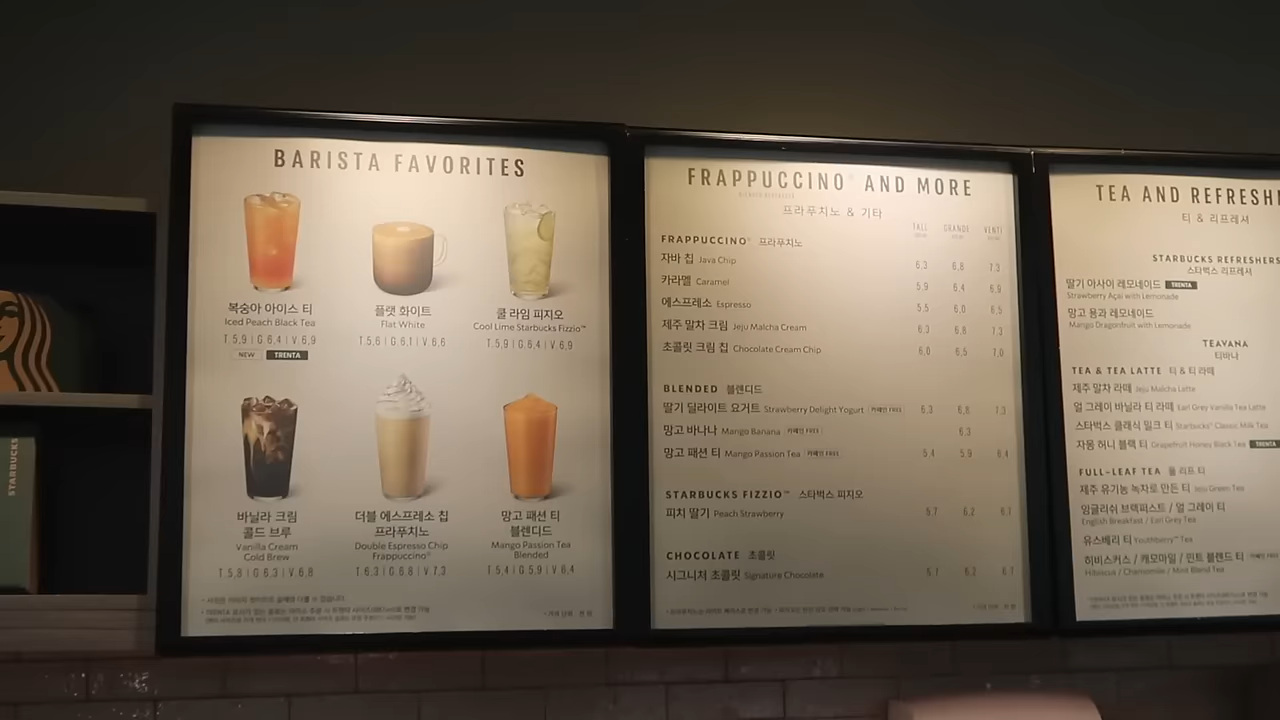 BARISTA FAVORITES
복숭아 아이스 티
Iced Peach Black Tea
T 5.9 | G 6.4 | V 6.9
NEW TRENTA
플랫 화이트
Flat White
T 5.6 | G 6.1 | V 6.6
쿨 라임 피지오
Cool Lime Starbucks Fizzio™
T 5.9 | G 6.4 | V 6.9
바닐라 크림
콜드 브루
Vanilla Cream
Cold Brew
T 5.8 | G 6.3 | V 6.8
더블 에스프레소 칩
프라푸치노
Double Espresso Chip
Frappuccino®
T 6.3 | G 6.8 | V 7.3
망고 패션 티
블렌디드
Mango Passion Tea
Blended
T 5.4 | G 5.9 | V 6.4
FRAPPUCCINO® AND MORE
프라푸치노 & 기타
TALL GRANDE VENTI
FRAPPUCCINO® 프라푸치노
자바 칩 Java Chip 6.3 6.8 7.3
카라멜 Caramel 5.9 6.4 6.9
에스프레소 Espresso 5.5 6.0 6.5
제주 말차 크림 Jeju Malcha Cream 6.3 6.8 7.3
초콜릿 크림 칩 Chocolate Cream Chip 6.0 6.5 7.0
BLENDED 블렌디드
딸기 딜라이트 요거트 Strawberry Delight Yogurt 카페인 FREE 6.3 6.8 7.3
망고 바나나 Mango Banana 카페인 FREE 6.3
망고 패션 티 Mango Passion Tea 카페인 FREE 5.4 5.9 6.4
STARBUCKS FIZZIO™ 스타벅스 피지오
피치 딸기 Peach Strawberry 5.7 6.2 6.7
CHOCOLATE 초콜릿
시그니처 초콜릿 Signature Chocolate 5.7 6.2 6.7
TEA AND REFRESH
티 & 리프레셔
STARBUCKS REFRESHERS
스타벅스 리프레셔
딸기 아사이 레모네이드 TRENTA
Strawberry Açai with Lemonade
망고 용과 레모네이드
Mango Dragonfruit with Lemonade
TEAVANA
티바나
TEA & TEA LATTE 티 & 티 라떼
제주 말차 라떼 Jeju Malcha Latte
얼 그레이 바닐라 티 라떼 Earl Grey Vanilla Tea Latte
스타벅스 클래식 밀크 티 Starbucks® Classic Milk Tea
자몽 허니 블랙 티 Grapefruit Honey Black Tea TRENTA
FULL-LEAF TEA 풀 리프 티
제주 유기농 녹차로 만든 티 Jeju Green Tea
잉글리쉬 브랙퍼스트 / 얼 그레이 티
English Breakfast / Earl Grey Tea
유스베리 티 Youthberry™ Tea
히비스커스 / 캐모마일 / 민트 블렌드 티
Hibiscus / Chamomile / Mint Blend Tea
STARBUCKS